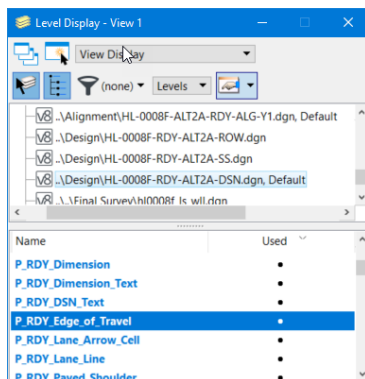 Level Display - View 1
View Display
(none) Levels
V8 ..\Alignment\HL-0008F-ALT2A-RDY-ALG-Y1.dgn, Default
V8 ..\Design\HL-0008F-RDY-ALT2A-ROW.dgn
V8 ..\Design\HL-0008F-RDY-ALT2A-SS.dgn
V8 ..\Design\HL-0008F-RDY-ALT2A-DSN.dgn, Default
V8 ..\..\Final Survey\hl0008f_ls_wll.dgn
Name Used
P_RDY_Dimension
P_RDY_Dimension_Text
P_RDY_DSN_Text
P_RDY_Edge_of_Travel
P_RDY_Lane_Arrow_Cell
P_RDY_Lane_Line
P_RDY_Paved_Shoulder